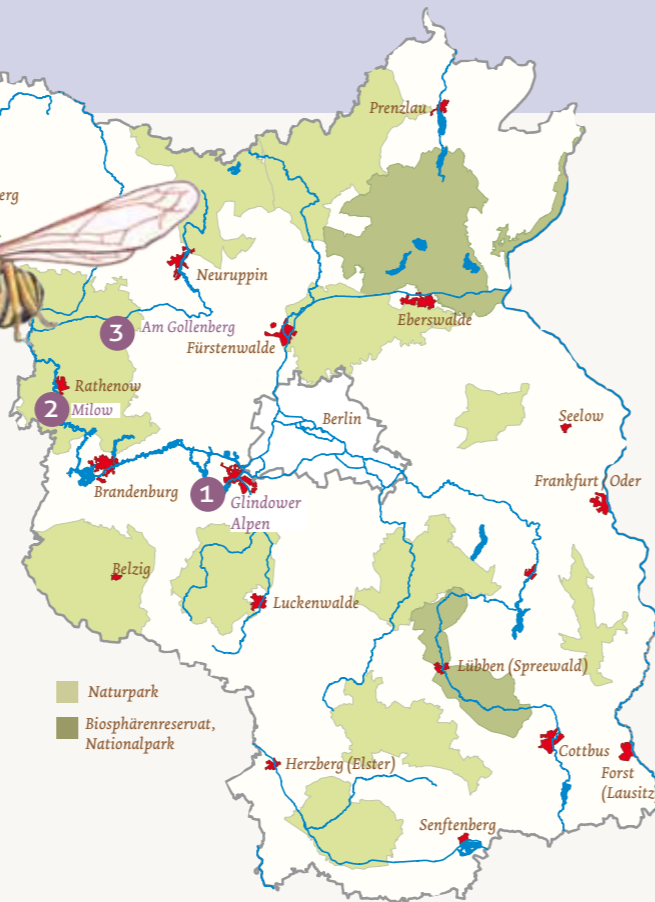 Prenzlau
erg
Neuruppin
Eberswalde
3
Am Gollenberg
Fürstenwalde
Rathenow
2
Milow
Berlin
Seelow
Brandenburg
1
Glindower
Alpen
Frankfurt Oder
Belzig
Luckenwalde
Lübben (Spreewald)
Naturpark
Biosphärenreservat,
Nationalpark
Cottbus
Herzberg (Elster)
Forst
(Lausitz)
Senftenberg